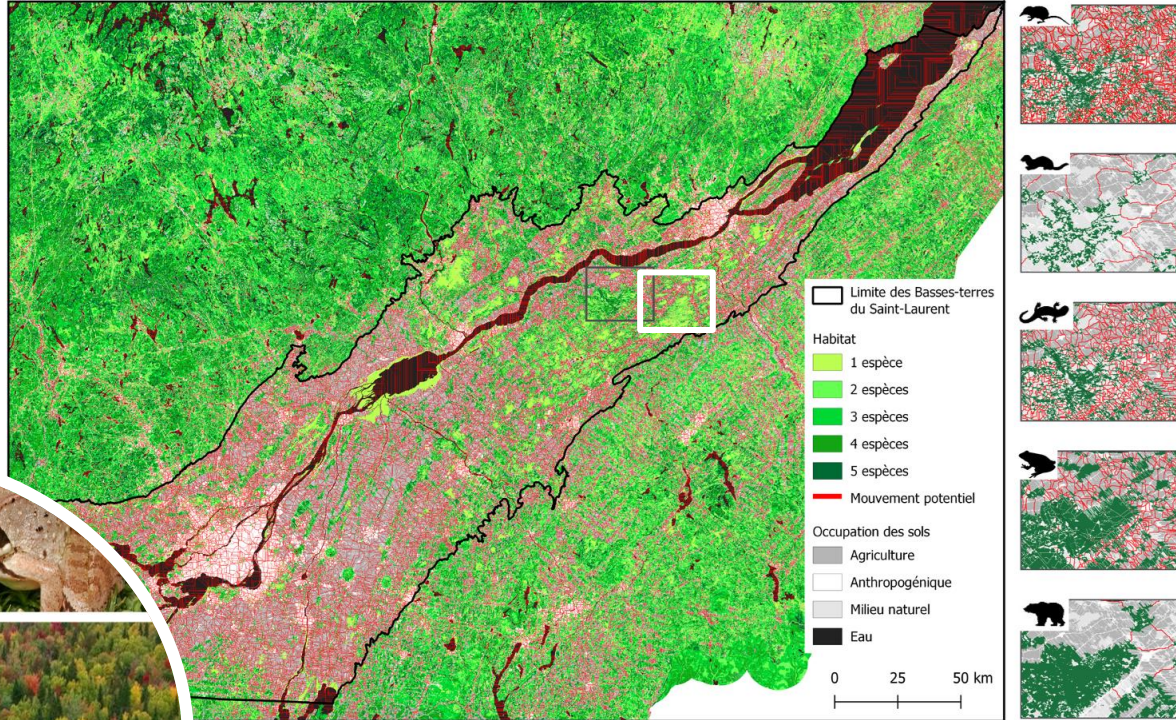 Limite des Basses-terres
du Saint-Laurent
Habitat
1 espèce
2 espèces
3 espèces
4 espèces
5 espèces
Mouvement potentiel
Occupation des sols
Agriculture
Anthropogénique
Milieu naturel
Eau
0 25 50 km